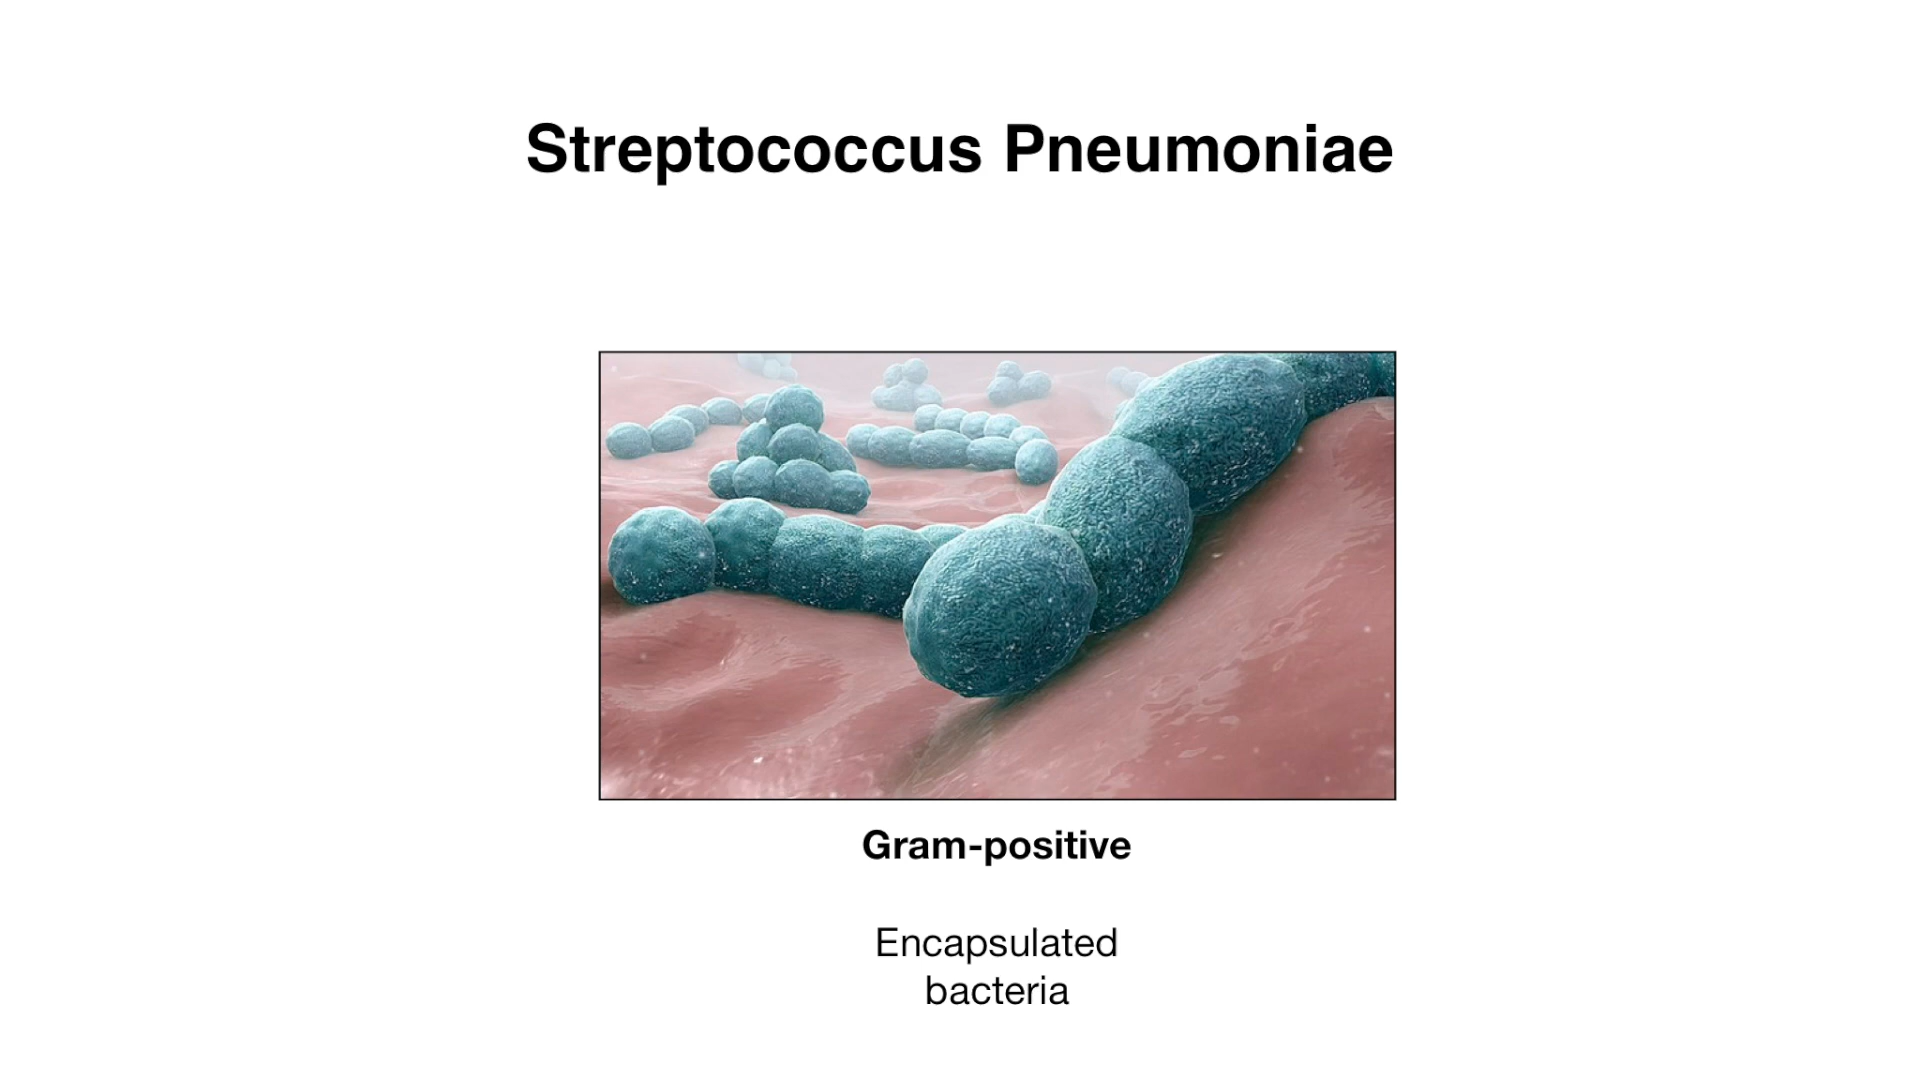 Streptococcus Pneumoniae
Gram-positive
Encapsulated
bacteria